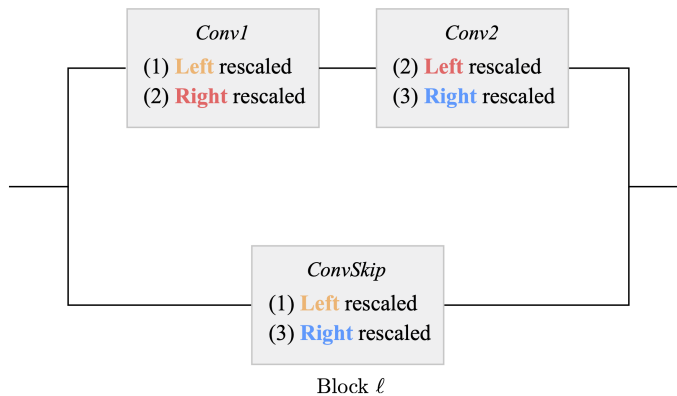 Conv1
(1) Left rescaled
(2) Right rescaled
Conv2
(2) Left rescaled
(3) Right rescaled
ConvSkip
(1) Left rescaled
(3) Right rescaled
Block ℓ